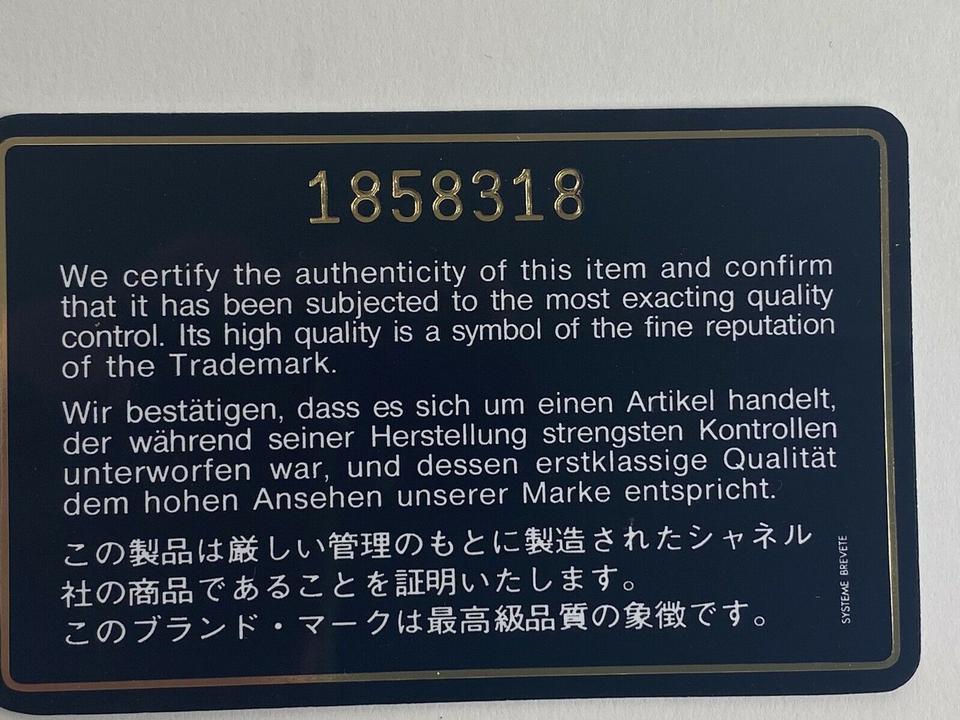 1858318
We certify the authenticity of this item and confirm
that it has been subjected to the most exacting quality
control. Its high quality is a symbol of the fine reputation
of the Trademark.
Wir bestätigen, dass es sich um einen Artikel handelt,
der während seiner Herstellung strengsten Kontrollen
unterworfen war, und dessen erstklassige Qualität
dem hohen Ansehen unserer Marke entspricht.
この製品は厳しい管理のもとに製造されたシャネル
社の商品であることを証明いたします。
このブランド・マークは最高級品質の象徴です。
SYSTEME BREVETE